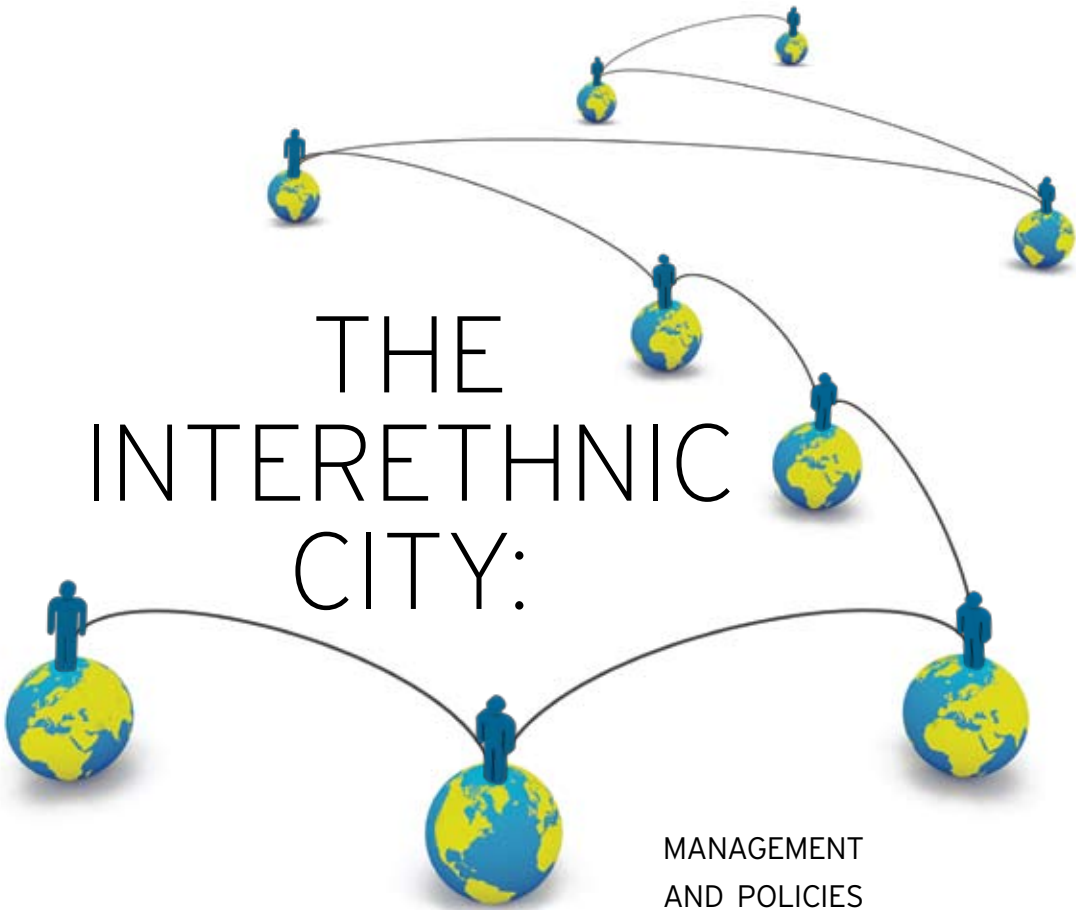 THE
INTERETHNIC
CITY:
MANAGEMENT
AND POLICIES